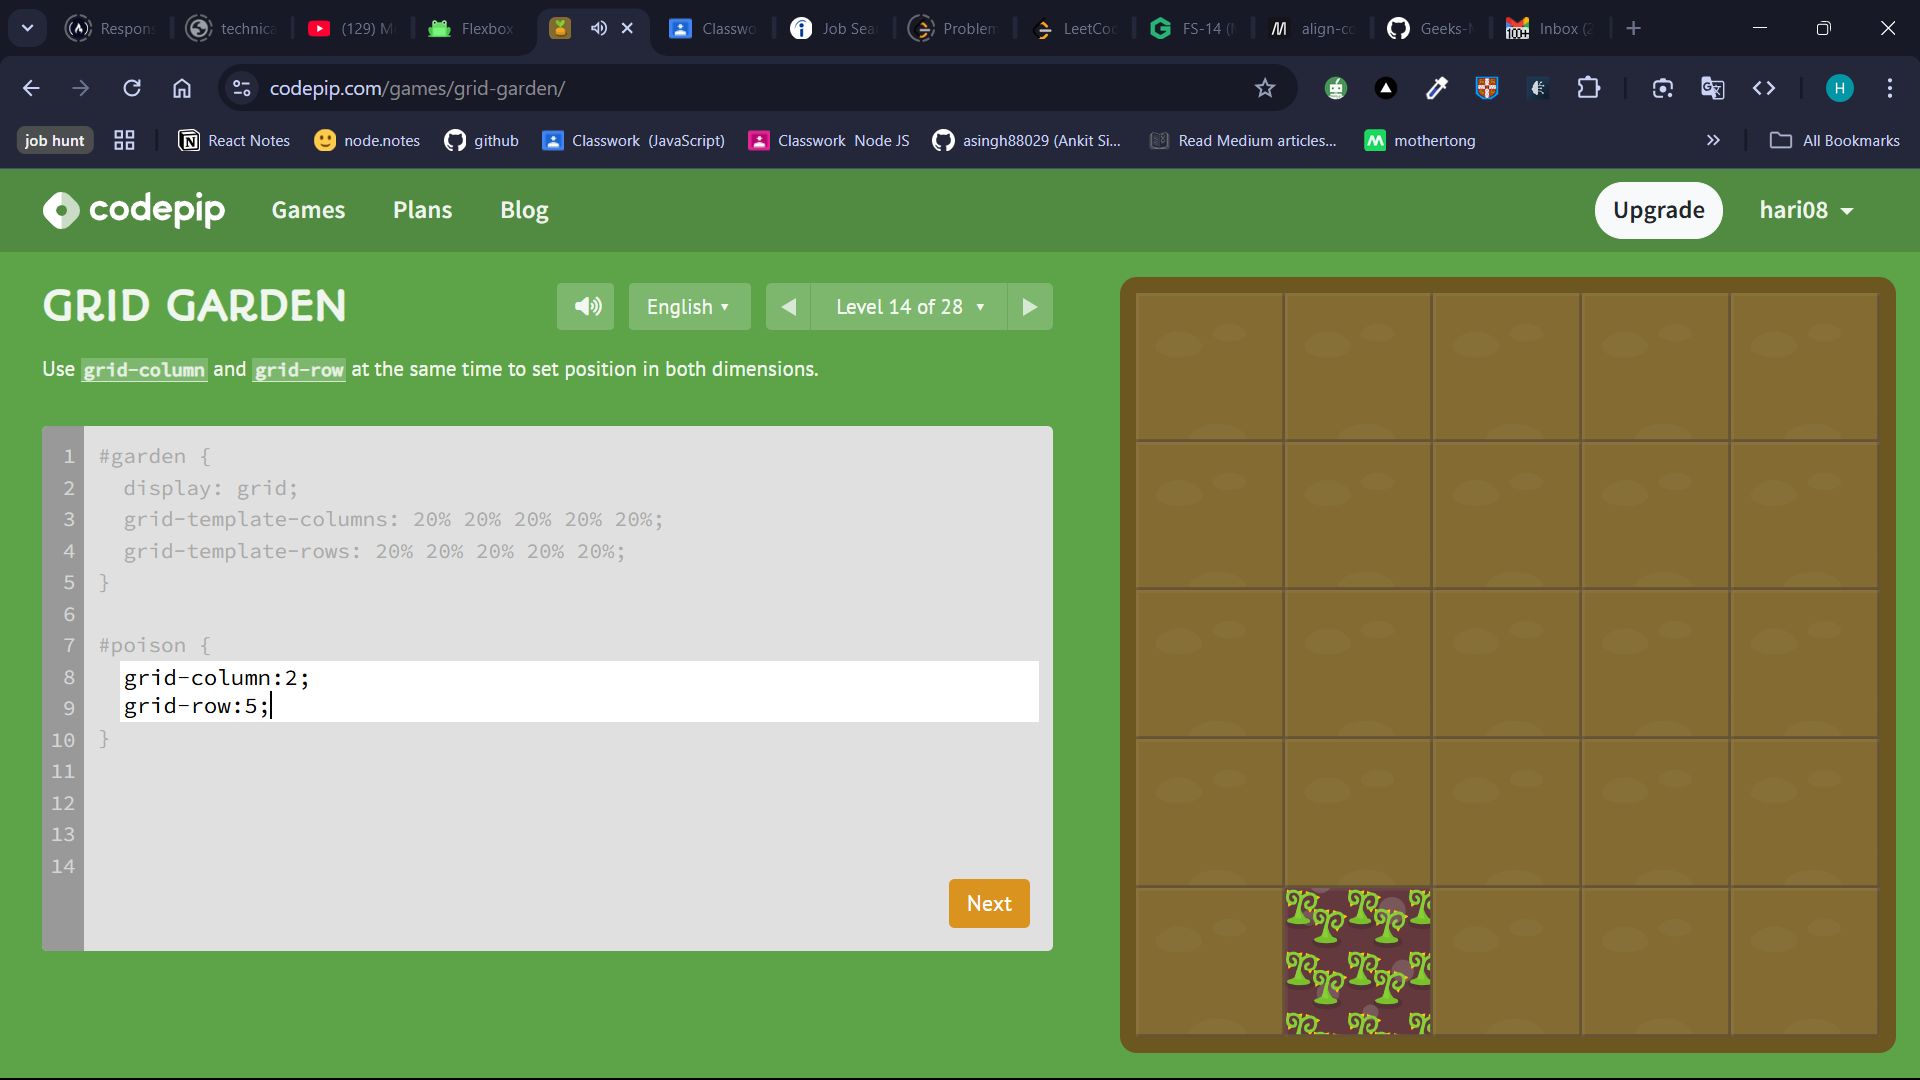 Respon
technica
(129) M
Flexbox
Classwo
Job Sea
Problem
LeetCo
FS-14 (
align-co
Geeks-
100+
Inbox (2
codepip.com/games/grid-garden/
H
job hunt
React Notes
node.notes
github
Classwork (JavaScript)
Classwork Node JS
asingh88029 (Ankit Si...
Read Medium articles...
mothertong
All Bookmarks
codepip
Games
Plans
Blog
Upgrade
hari08
GRID GARDEN
English
Level 14 of 28
Use grid-column and grid-row at the same time to set position in both dimensions.
1 #garden {
2 display: grid;
3 grid-template-columns: 20% 20% 20% 20% 20%;
4 grid-template-rows: 20% 20% 20% 20% 20%;
5 }
6
7 #poison {
8 grid-column:2;
9 grid-row:5;
10 }
11
12
13
14
Next